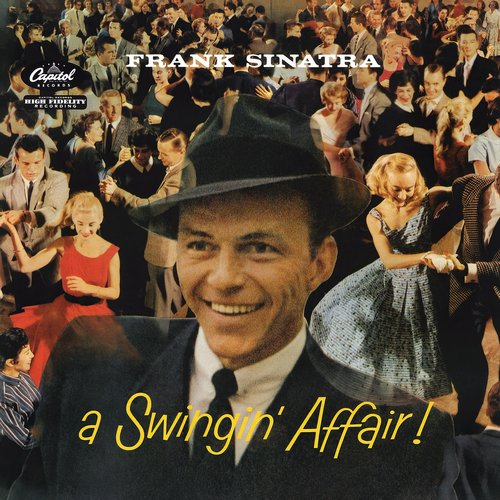 FRANK SINATRA
Capitol
RECORDS
HIGH FIDELITY
RECORDING
a Swingin' Affair!